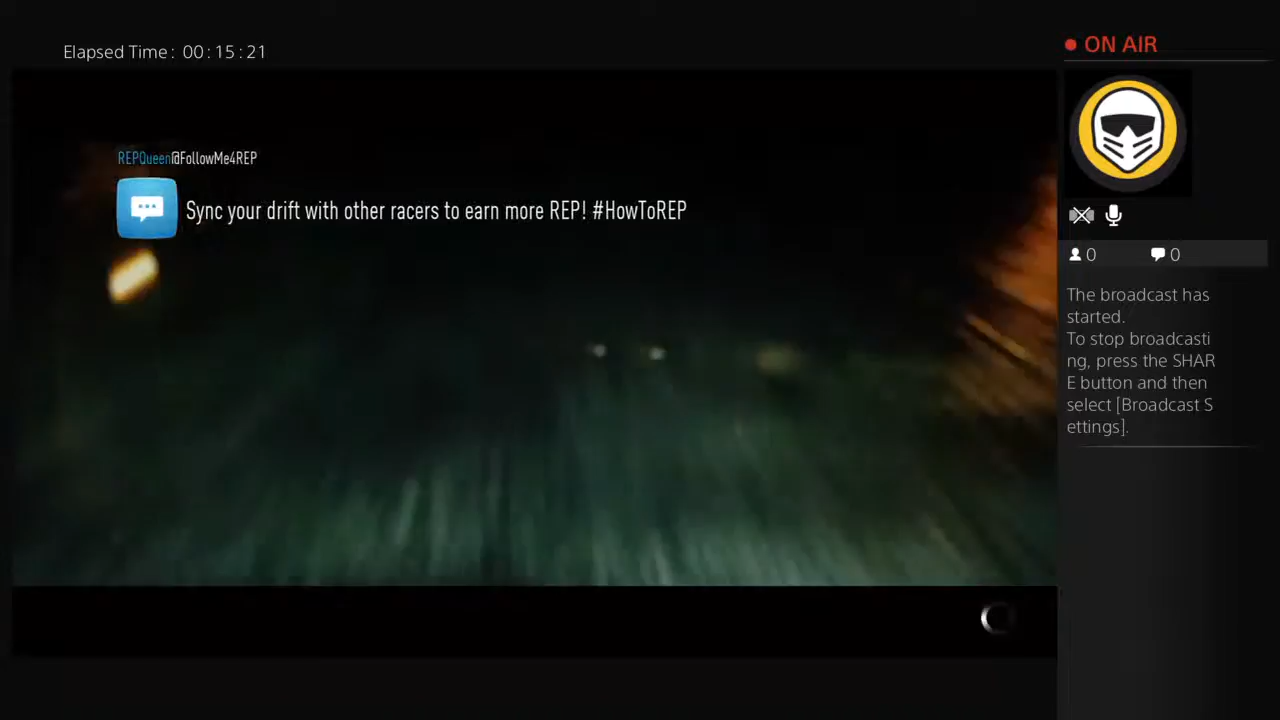 Elapsed Time: 00:15:21
ON AIR
REPQueen@FollowMe4REP
Sync your drift with other racers to earn more REP! #HowToREP
0 0
The broadcast has
started.
To stop broadcasti
ng, press the SHAR
E button and then
select [Broadcast S
ettings].